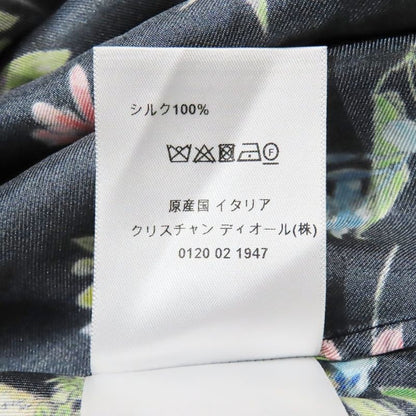 シルク100%
原産国 イタリア
クリスチャン ディオール(株)
0120 02 1947